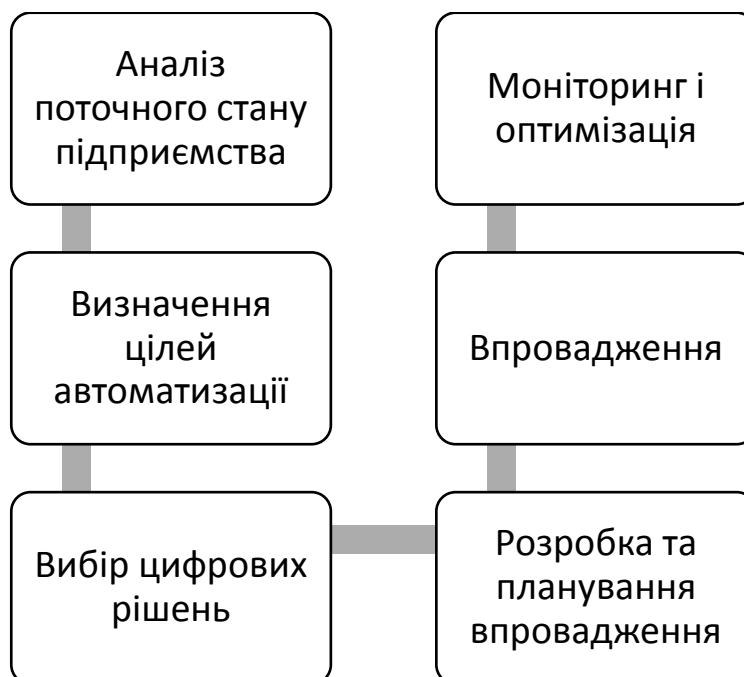 Аналіз
поточного стану
підприємства
Визначення
цілей
автоматизації
Вибір цифрових
рішень
Розробка та
планування
впровадження
Впровадження
Моніторинг і
оптимізація